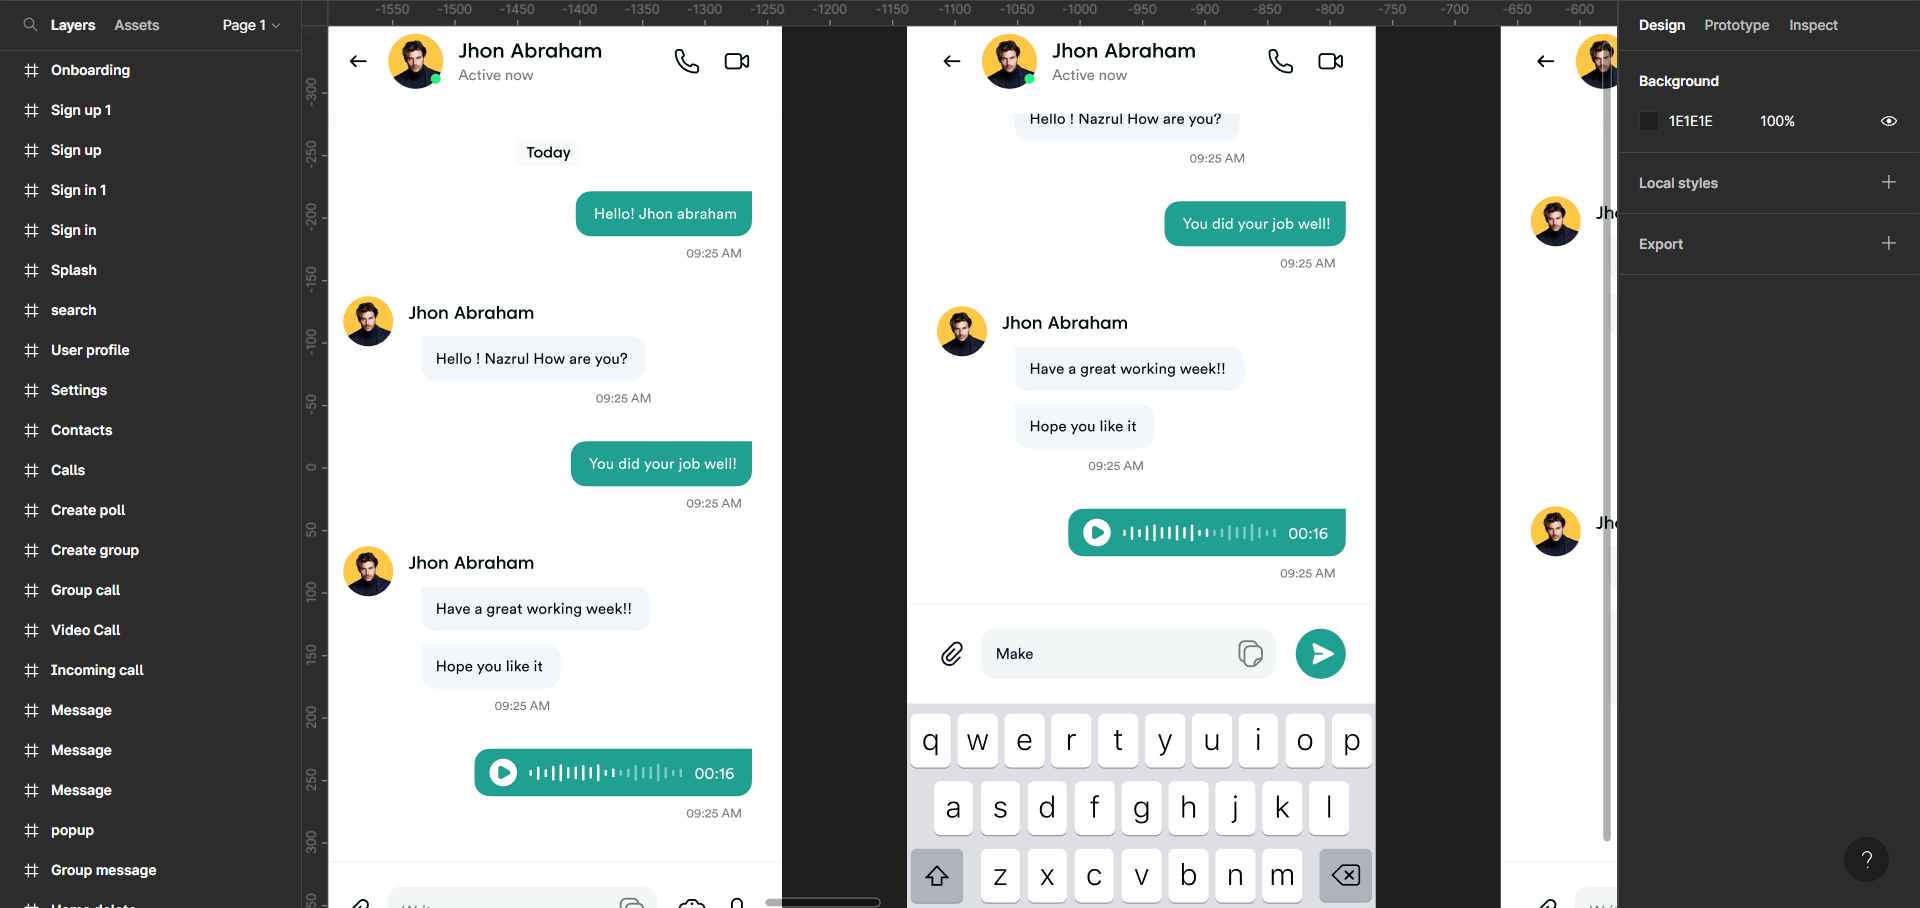 Layers Assets Page 1
Onboarding
Sign up 1
Sign up
Sign in 1
Sign in
Splash
search
User profile
Settings
Contacts
Calls
Create poll
Create group
Group call
Video Call
Incoming call
Message
Message
Message
popup
Group message
-1550 -1500 -1450 -1400 -1350 -1300 -1250 -1200 -1150 -1100 -1050 -1000 -950 -900 -850 -800 -750 -700 -650 -600
-300
-250
-200
-150
-100
-50
0
50
100
150
200
250
300
Jhon Abraham
Active now
Today
Hello! Jhon abraham
09:25 AM
Jhon Abraham
Hello ! Nazrul How are you?
09:25 AM
You did your job well!
09:25 AM
Jhon Abraham
Have a great working week!!
Hope you like it
09:25 AM
00:16
09:25 AM
Jhon Abraham
Active now
Hello ! Nazrul How are you?
09:25 AM
You did your job well!
09:25 AM
Jhon Abraham
Have a great working week!!
Hope you like it
09:25 AM
00:16
09:25 AM
Make
q w e r t y u i o p
a s d f g h j k l
z x c v b n m
Design Prototype Inspect
Background
1E1E1E 100%
Local styles
Export
?